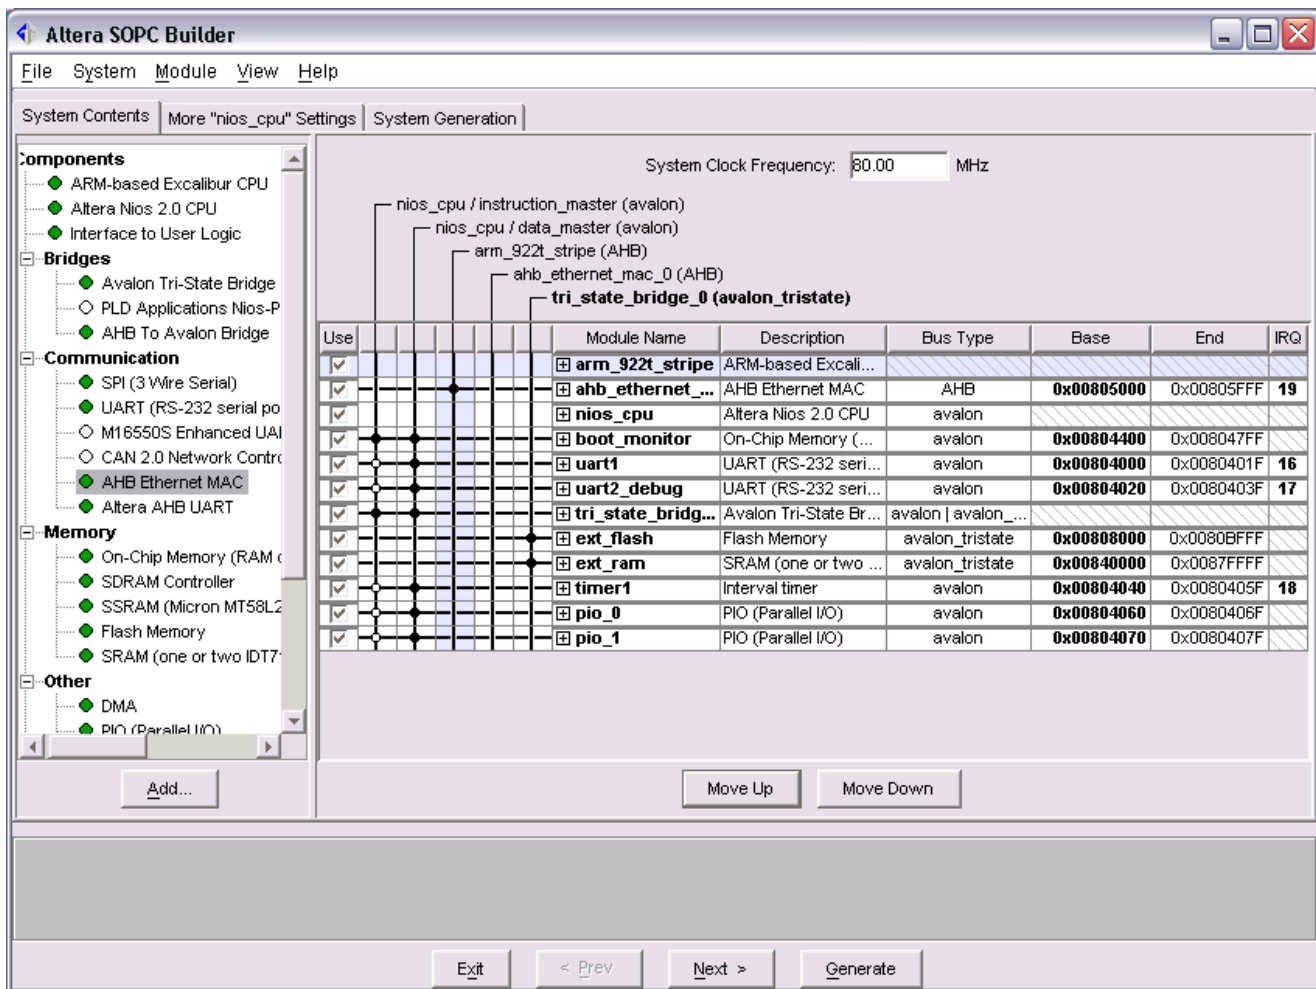 Altera SOPC Builder
File System Module View Help
System Contents More "nios_cpu" Settings System Generation
Components
ARM-based Excalibur CPU
Altera Nios 2.0 CPU
Interface to User Logic
Bridges
Avalon Tri-State Bridge
PLD Applications Nios-P
AHB To Avalon Bridge
Communication
SPI (3 Wire Serial)
UART (RS-232 serial po
M16550S Enhanced UAI
CAN 2.0 Network Contro
AHB Ethernet MAC
Altera AHB UART
Memory
On-Chip Memory (RAM o
SDRAM Controller
SSRAM (Micron MT58L2
Flash Memory
SRAM (one or two IDT7
Other
DMA
PIO (Parallel I/O)
Add...
System Clock Frequency: 80.00 MHz
nios_cpu / instruction_master (avalon)
nios_cpu / data_master (avalon)
arm_922t_stripe (AHB)
ahb_ethernet_mac_0 (AHB)
tri_state_bridge_0 (avalon_tristate)
Use Module Name Description Bus Type Base End IRQ
arm_922t_stripe ARM-based Excali...
ahb_ethernet_... AHB Ethernet MAC AHB 0x00805000 0x00805FFF 19
nios_cpu Altera Nios 2.0 CPU avalon
boot_monitor On-Chip Memory (... avalon 0x00804400 0x008047FF
uart1 UART (RS-232 seri... avalon 0x00804000 0x0080401F 16
uart2_debug UART (RS-232 seri... avalon 0x00804020 0x0080403F 17
tri_state_bridg... Avalon Tri-State Br... avalon | avalon_...
ext_flash Flash Memory avalon_tristate 0x00808000 0x0080BFFF
ext_ram SRAM (one or two ... avalon_tristate 0x00840000 0x0087FFFF
timer1 Interval timer avalon 0x00804040 0x0080405F 18
pio_0 PIO (Parallel I/O) avalon 0x00804060 0x0080406F
pio_1 PIO (Parallel I/O) avalon 0x00804070 0x0080407F
Move Up Move Down
Exit < Prev Next > Generate